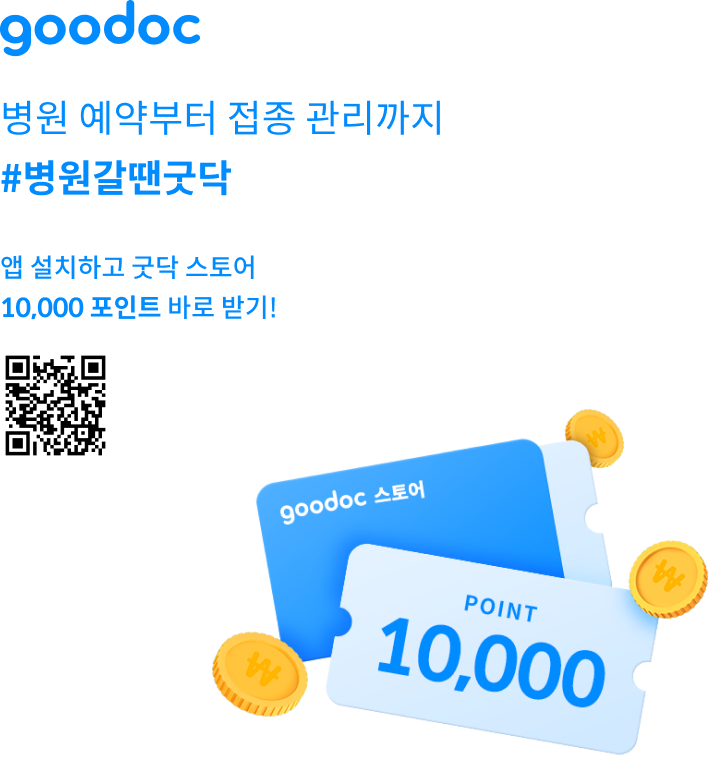 goodoc
병원 예약부터 접종 관리까지
#병원갈땐굿닥
앱 설치하고 굿닥 스토어
10,000 포인트 바로 받기!
goodoc 스토어
POINT
10,000
₩
₩
₩